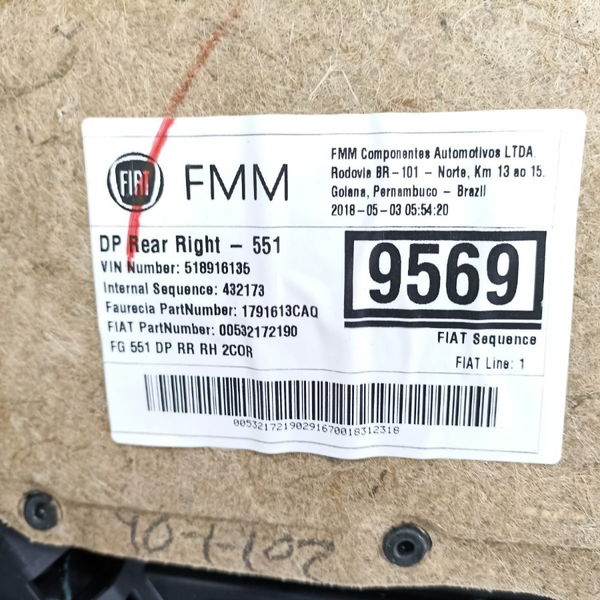 FIAT FMM
FMM Componentes Automotivos LTDA.
Rodovia BR-101 - Norte, Km 13 ao 15.
Goiana, Pernambuco - Brazil
2018-05-03 05:54:20
DP Rear Right - 551
VIN Number: 518916135
Internal Sequence: 432173
Faurecia PartNumber: 1791613CAQ
FIAT PartNumber: 00532172190
FG 551 DP RR RH 2COR
9569
FIAT Sequence
FIAT Line: 1
00532172190291670018312318